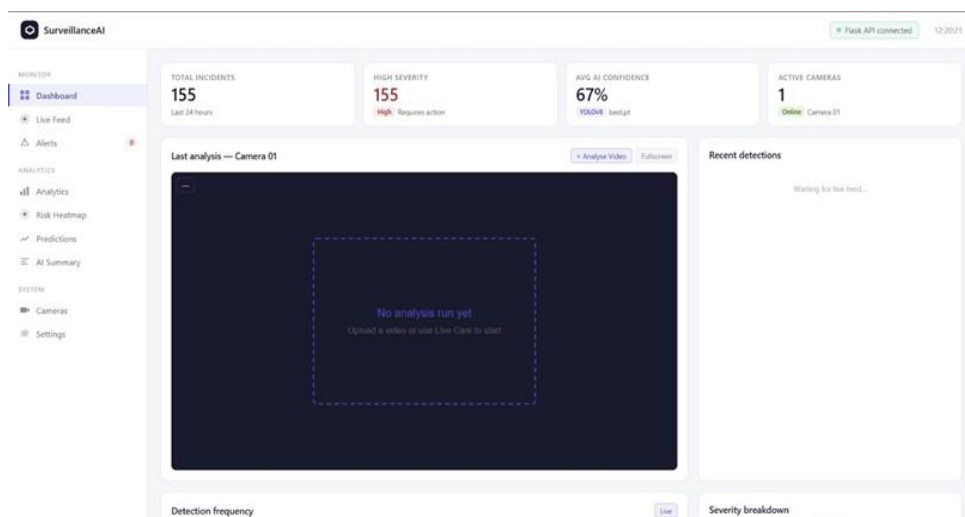 SurveillanceAI
Flask API connected
12:20:21
MONITOR
Dashboard
Live Feed
Alerts
0
ANALYTICS
Analytics
Risk Heatmap
Predictions
AI Summary
SYSTEM
Cameras
Settings
TOTAL INCIDENTS
155
Last 24 hours
HIGH SEVERITY
155
High Requires action
AVG AI CONFIDENCE
67%
YOLOv8 best.pt
ACTIVE CAMERAS
1
Online Camera 01
Last analysis — Camera 01
+ Analyse Video
Fullscreen
—
No analysis run yet
Upload a video or use Live Cam to start
Recent detections
Waiting for live feed...
Detection frequency
Live
Severity breakdown